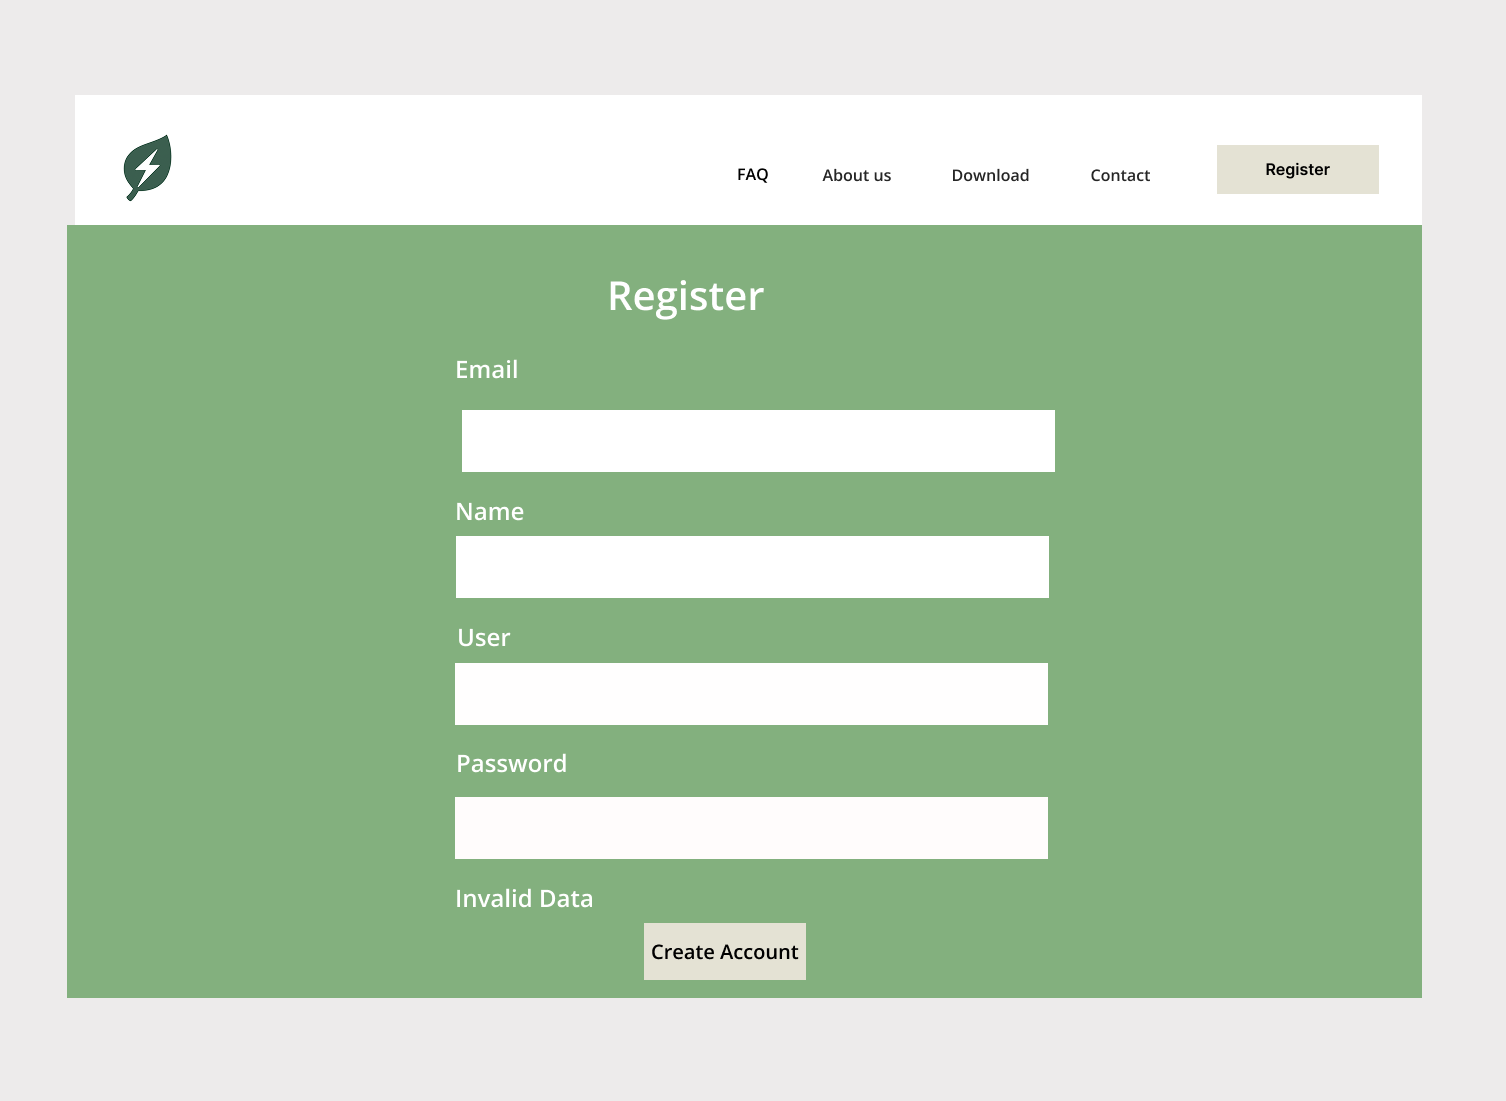 FAQ
About us
Download
Contact
Register
Register
Email
Name
User
Password
Invalid Data
Create Account